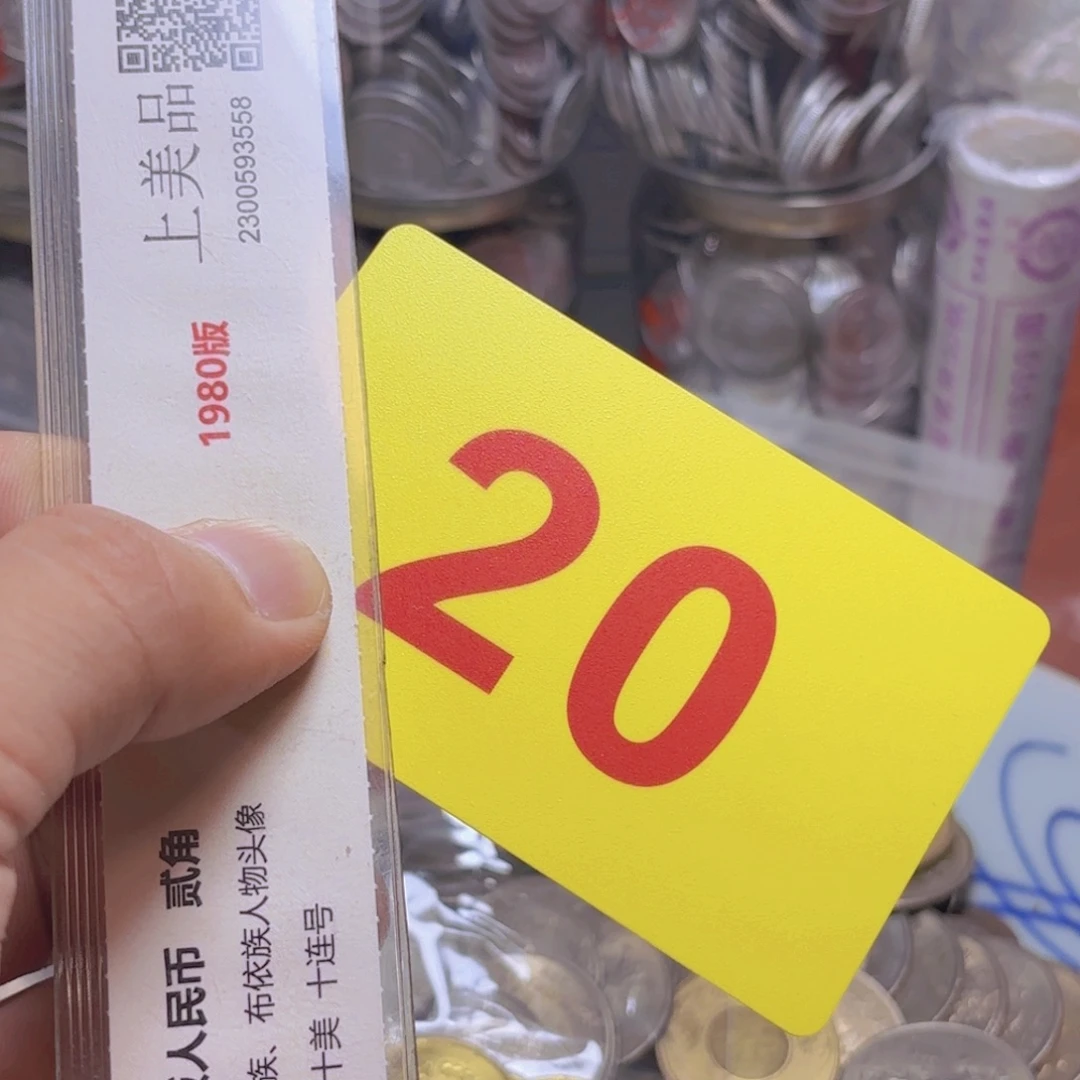 上美品
2300593558
1980版
人民币 贰角
族、布依族人物头像
十美 十连号
20